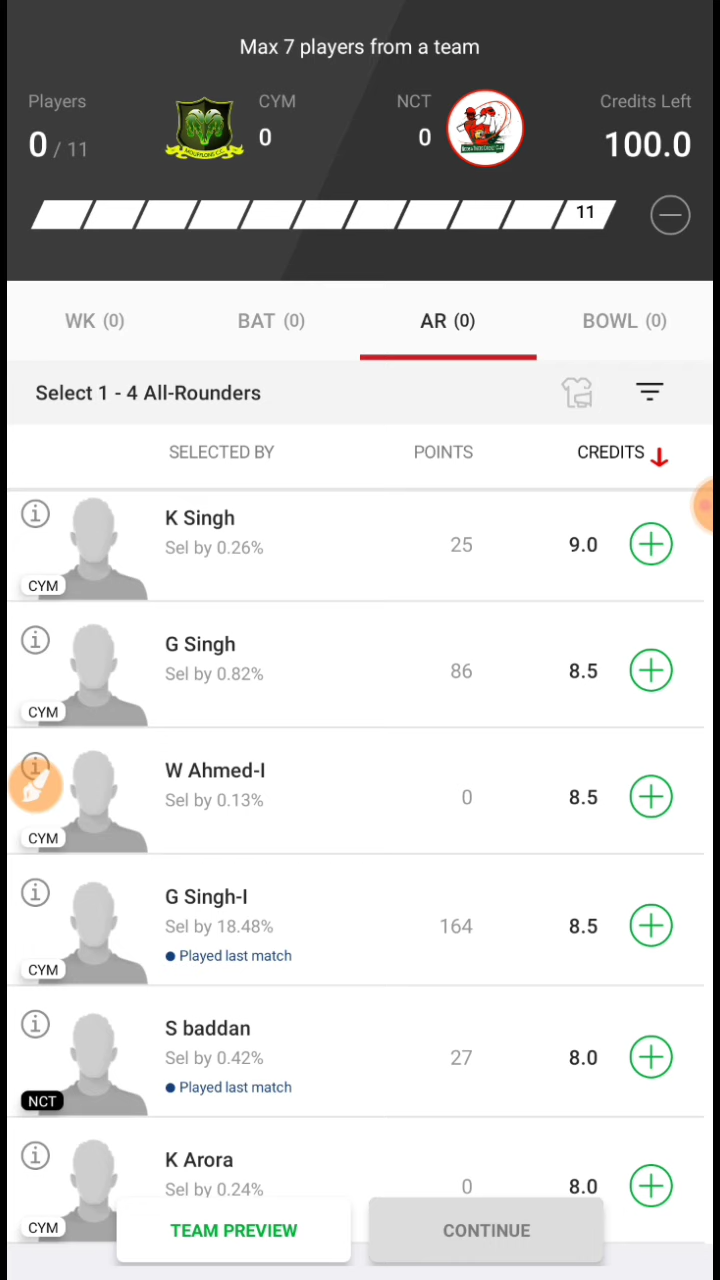 Max 7 players from a team
Players
CYM
NCT
Credits Left
0 / 11
0
0
100.0
MOUFFLONS C.C.
11
WK (0)
BAT (0)
AR (0)
BOWL (0)
Select 1 - 4 All-Rounders
SELECTED BY
POINTS
CREDITS
K Singh
Sel by 0.26%
25
9.0
CYM
G Singh
Sel by 0.82%
86
8.5
CYM
W Ahmed-I
Sel by 0.13%
0
8.5
CYM
G Singh-I
Sel by 18.48%
164
8.5
Played last match
CYM
S baddan
Sel by 0.42%
27
8.0
Played last match
NCT
K Arora
Sel by 0.24%
0
8.0
CYM
TEAM PREVIEW
CONTINUE